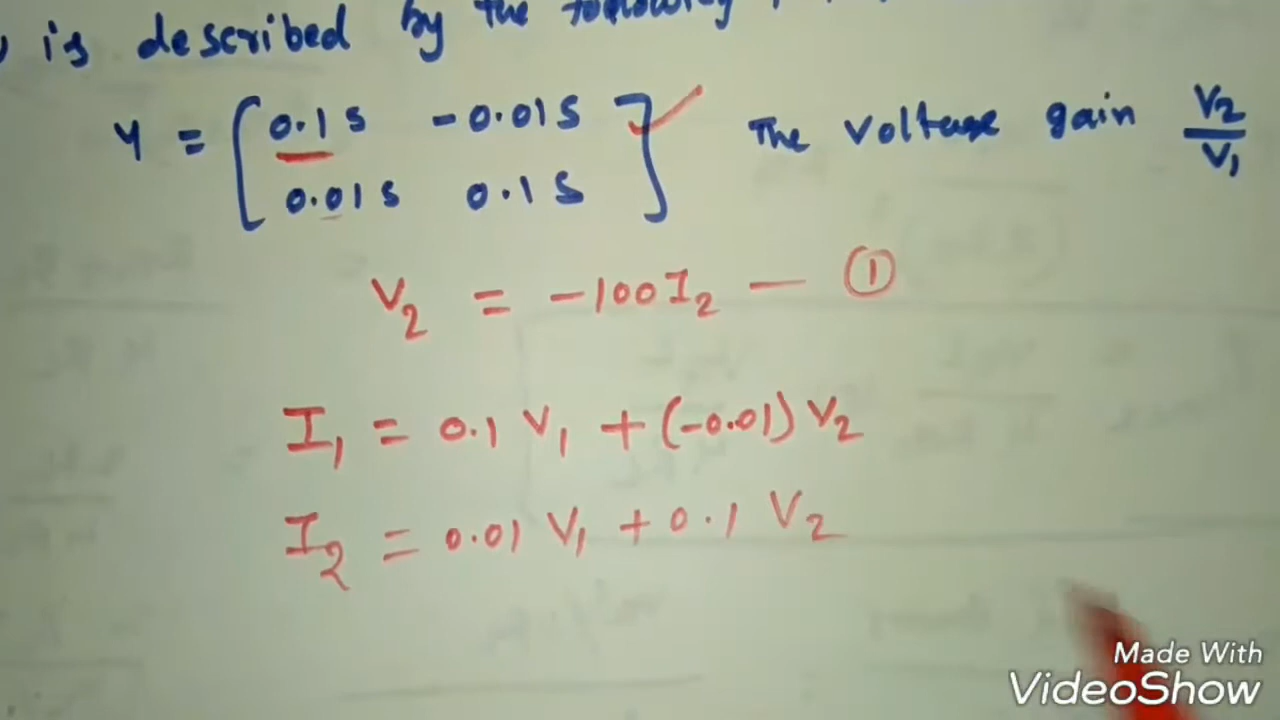 is described by the following
Y = [ 0.1 s -0.01 s The voltage gain V2/V1
0.01 s 0.1 s ]
V2 = -100 I2 — ①
I1 = 0.1 V1 + (-0.01) V2
I2 = 0.01 V1 + 0.1 V2
Made With
VideoShow